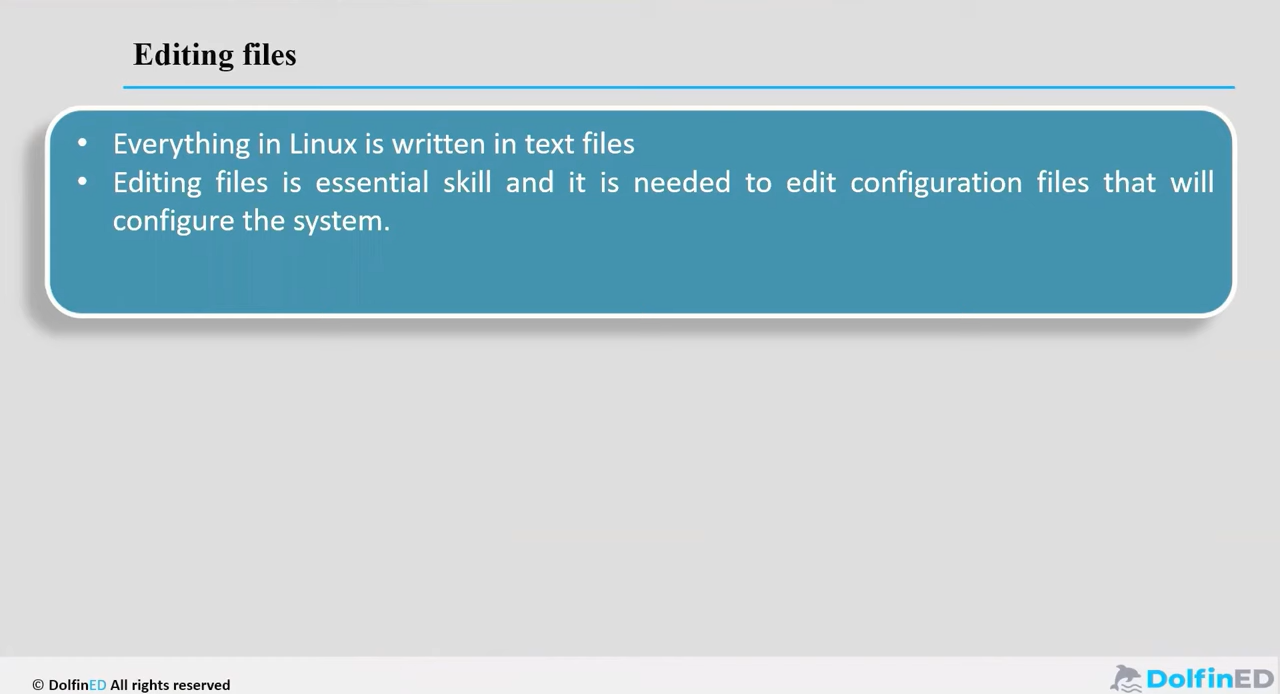 Editing files
• Everything in Linux is written in text files
• Editing files is essential skill and it is needed to edit configuration files that will
configure the system.
© DolfinED All rights reserved
DolfinED